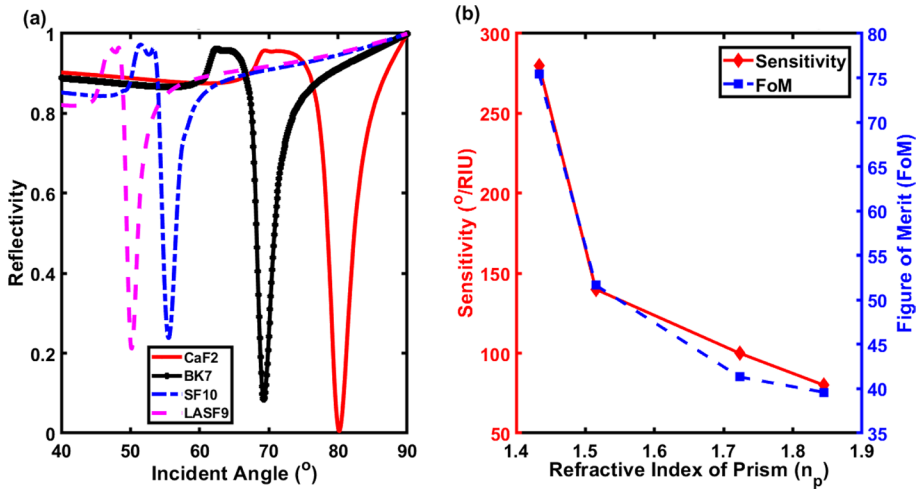 (a)
1
0.8
0.6
0.4
0.2
0
Reflectivity
CaF2
BK7
SF10
LASF9
40 50 60 70 80 90
Incident Angle (°)
(b)
300
250
200
150
100
50
Sensitivity (°/RIU)
Sensitivity
FoM
80
75
70
65
60
55
50
45
40
35
Figure of Merit (FoM)
1.4 1.5 1.6 1.7 1.8 1.9
Refractive Index of Prism (np)